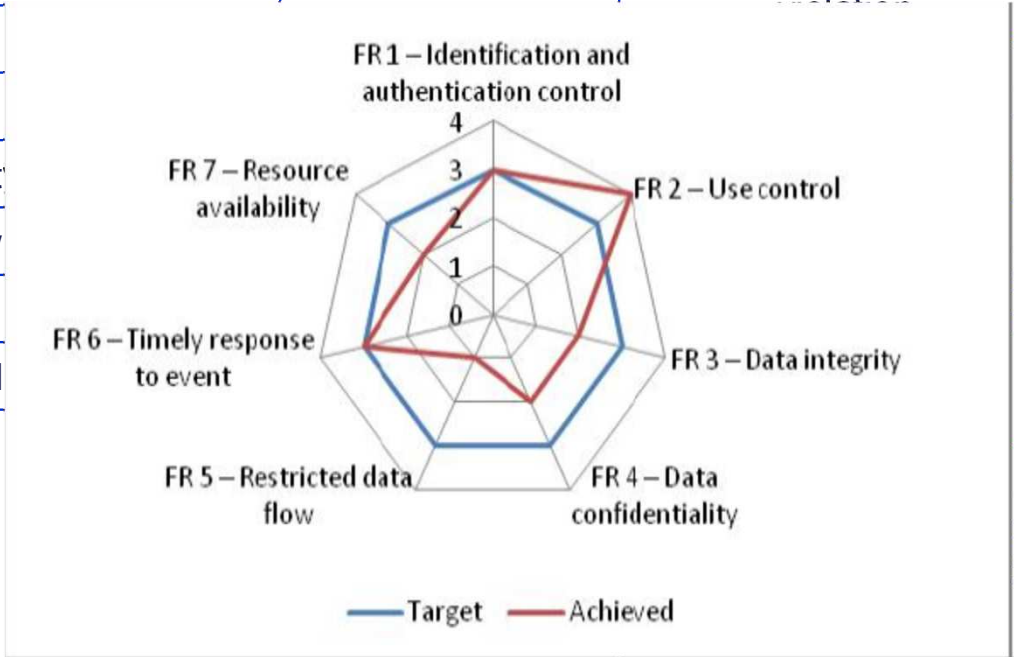 FR 1 – Identification and
authentication control
4
3
2
1
0
FR 2 – Use control
FR 3 – Data integrity
FR 4 – Data
confidentiality
FR 5 – Restricted data
flow
FR 6 – Timely response
to event
FR 7 – Resource
availability
Target
Achieved